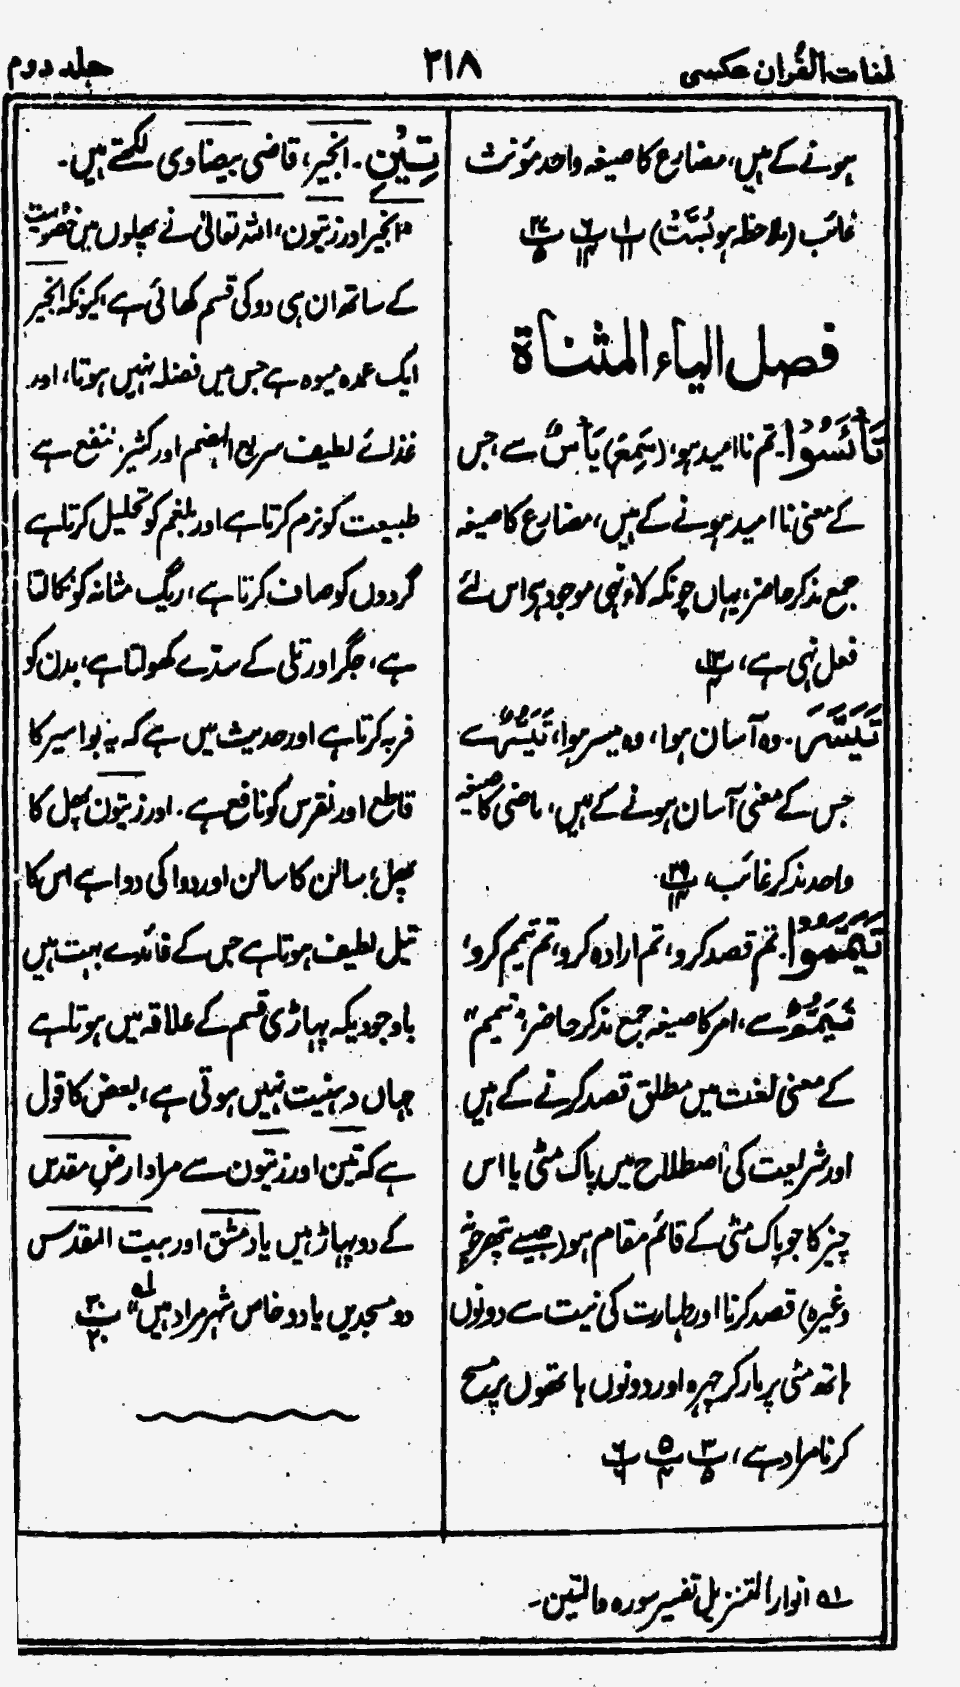 لغات القرآن عکسی
۲۱۸
جلد دوم
ہونے کے ہیں، مضارع کا صیغہ واحد مؤنث
غائب (ملاحظہ ہو بُسَّتْ)
فصل الیاء المثناۃ
تَایْئَسُوْا. تم نا امید ہو، (سَمِعَ) یَأْسٌ سے جس
کے معنی نا امید ہونے کے ہیں، مضارع کا صیغہ
جمع مذکر حاضر، یہاں چونکہ لاء نہی موجود ہی اس لئے
فعل نہی ہے، پ ۱۳
تَیَسَّرَ. وہ آسان ہوا، وہ میسر ہوا، تَیَسُّرٌ سے
جس کے معنی آسان ہونے کے ہیں، ماضی کا صیغہ
واحد مذکر غائب، پ ۲۹
تَیَمَّمُوْا. تم قصد کرو، تم ارادہ کرو، تم تیمم کرو،
تَیَمُّمٌ سے، امر کا صیغہ جمع مذکر حاضر، "تیمم"
کے معنی لغت میں مطلق قصد کرنے کے ہیں
اور شریعت کی اصطلاح میں پاک مٹی یا اس
چیز کا جو پاک مٹی کے قائم مقام ہو (جیسے پتھر چونہ
وغیرہ) قصد کرنا اور طہارت کی نیت سے دونوں
ہاتھ مٹی پر مار کر چہرہ اور دونوں ہاتھوں پر مسح
کرنا مراد ہے، پ ۳ ۵ پ ۵ ۴ پ ۶ ۶
تِیْنِ. انجیر، قاضی بیضاوی لکھتے ہیں.
"انجیر اور زیتون، اللہ تعالیٰ نے پھلوں میں خصوصیت
کے ساتھ ان ہی دو کی قسم کھائی ہے کیونکہ انجیر
ایک عمدہ میوہ ہے جس میں فضلہ نہیں ہوتا، اور
غذائے لطیف سریع الہضم اور کثیر نفع ہے
طبیعت کو نرم کرتا ہے اور بلغم کو تحلیل کرتا ہے
گردوں کو صاف کرتا ہے، ریگ مثانہ کو نکالتا
ہے، جگر اور تلی کے سدّے کھولتا ہے، بدن کو
فربہ کرتا ہے اور حدیث میں ہے کہ یہ بواسیر کا
قاطع اور نقرس کو نافع ہے. اور زیتون پھل کا
پھل، سالن کا سالن اور دوا کی دوا ہے اس کا
تیل لطیف ہوتا ہے جس کے فائدے بہت ہیں
باوجودیکہ پہاڑی قسم کے علاقہ میں ہوتا ہے
جہاں دہنیت نہیں ہوتی ہے، بعض کا قول
ہے کہ تین اور زیتون سے مراد ارضِ مقدس
کے دو پہاڑ ہیں یا دمشق اور بیت المقدس
دو مسجدیں یا دو خاص شہر مراد ہیں" لہ پ ۳۰ ۲۰
لہ انوار التنزیل تفسیر سورہ والتین.